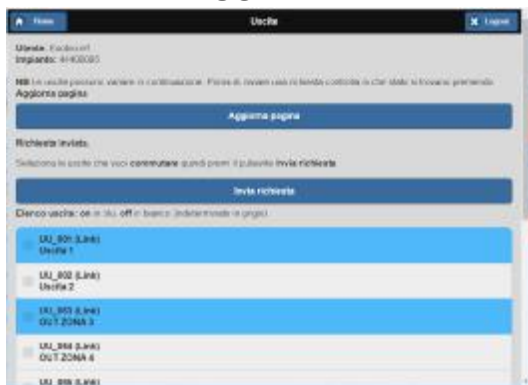 Home
Uscite
Logout
Utente:
Impianto:
NB Le uscite possono variare in continuazione. Prima di inviare una richiesta controlla in che stato si trovano premendo
Aggiorna pagina
Aggiorna pagina
Richiesta inviata.
Seleziona le uscite che vuoi commutare quindi premi il pulsante Invia richiesta
Invia richiesta
Elenco uscite: on in blu, off in bianco (indeterminato in grigio)
UU_001 (Link)
Uscita 1
UU_002 (Link)
Uscita 2
UU_003 (Link)
OUT ZONA 3
UU_004 (Link)
OUT ZONA 4
UU_005 (Link)